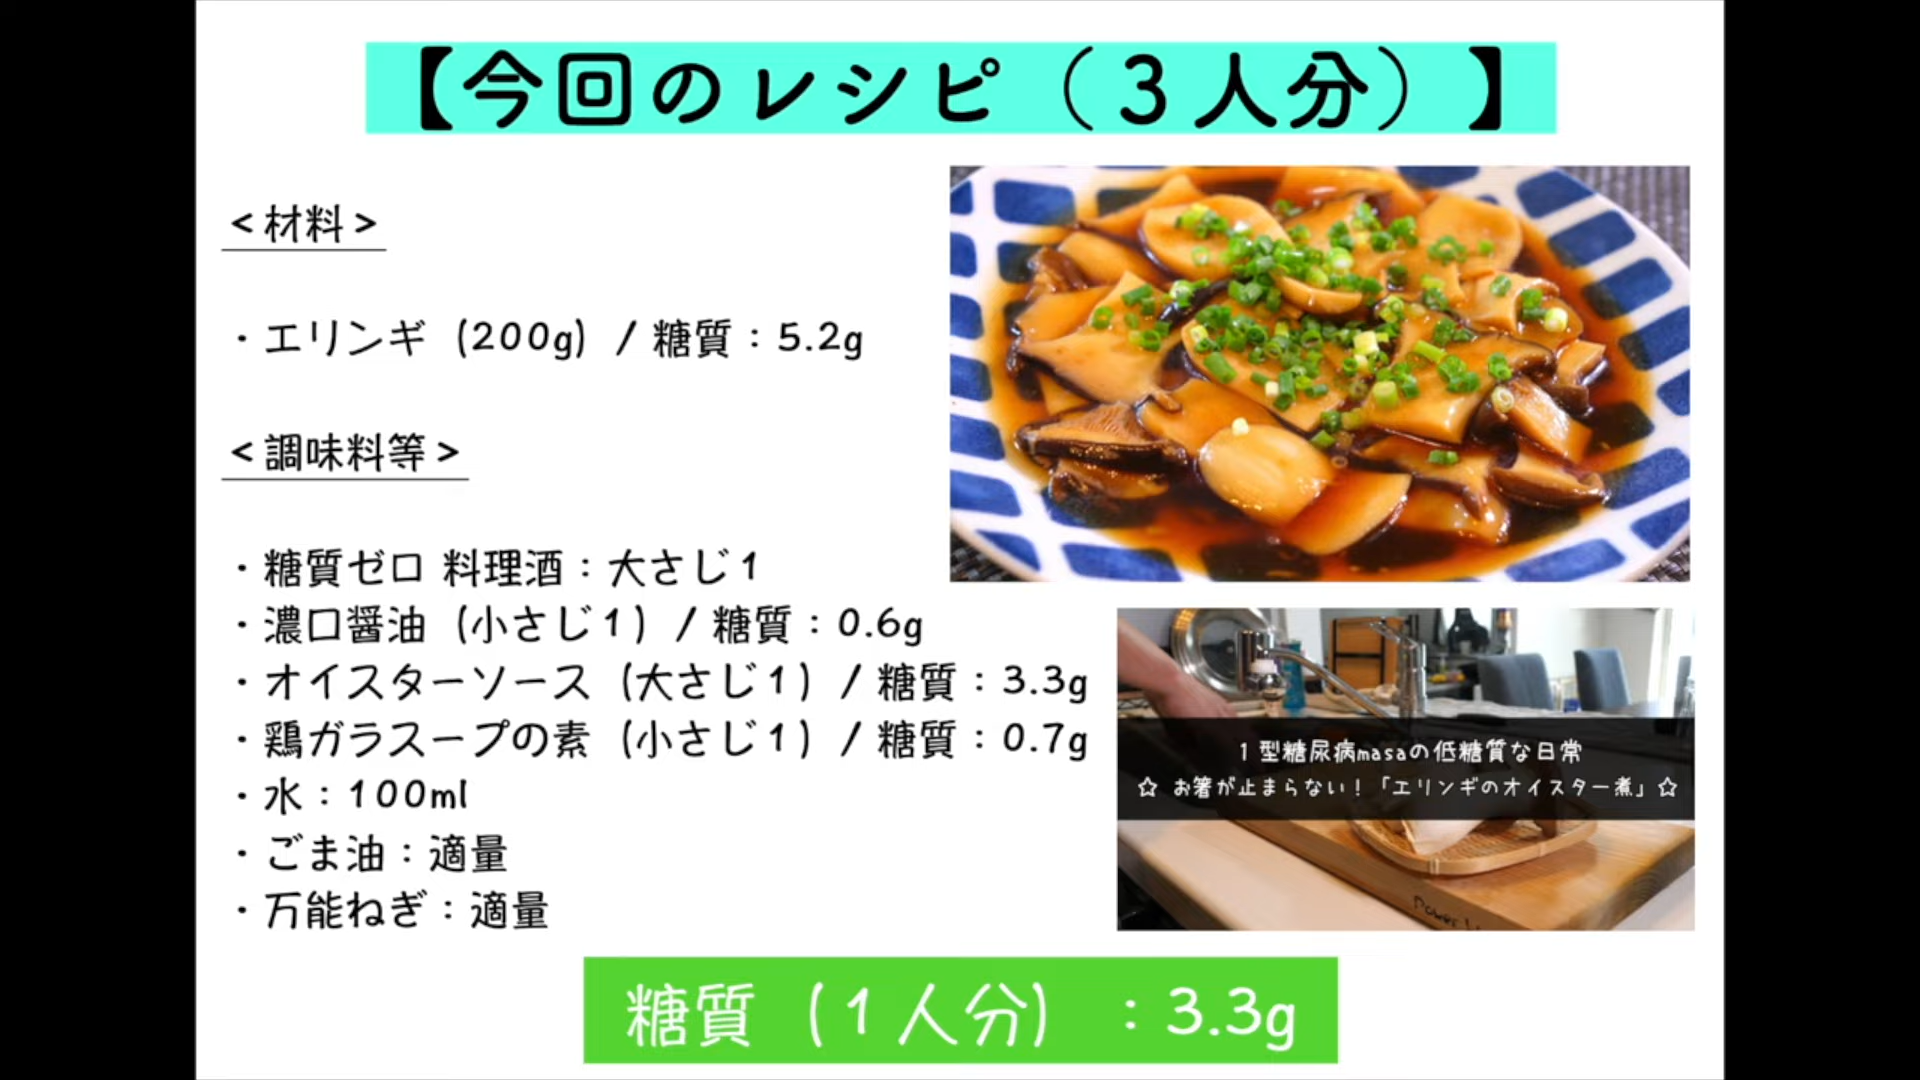 【今回のレシピ（３人分）】
＜材料＞
・エリンギ（200g）/ 糖質：5.2g
＜調味料等＞
・糖質ゼロ 料理酒：大さじ１
・濃口醤油（小さじ１）/ 糖質：0.6g
・オイスターソース（大さじ１）/ 糖質：3.3g
・鶏ガラスープの素（小さじ１）/ 糖質：0.7g
・水：100ml
・ごま油：適量
・万能ねぎ：適量
１型糖尿病masaの低糖質な日常
☆ お箸が止まらない！「エリンギのオイスター煮」☆
糖質（１人分）：3.3g